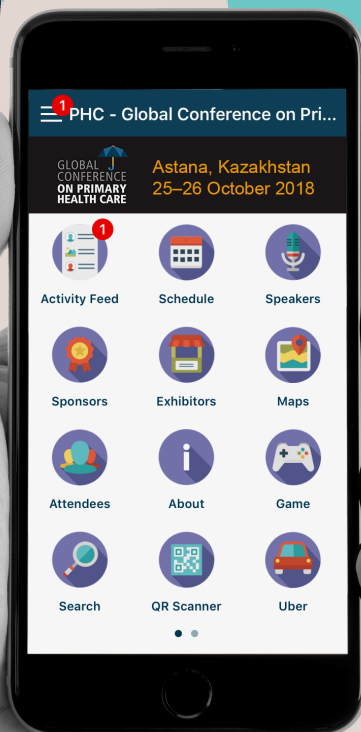 1
PHC - Global Conference on Pri...
GLOBAL
CONFERENCE
ON PRIMARY
HEALTH CARE
Astana, Kazakhstan
25–26 October 2018
1
Activity Feed
Schedule
Speakers
Sponsors
Exhibitors
Maps
Attendees
About
Game
Search
QR Scanner
Uber